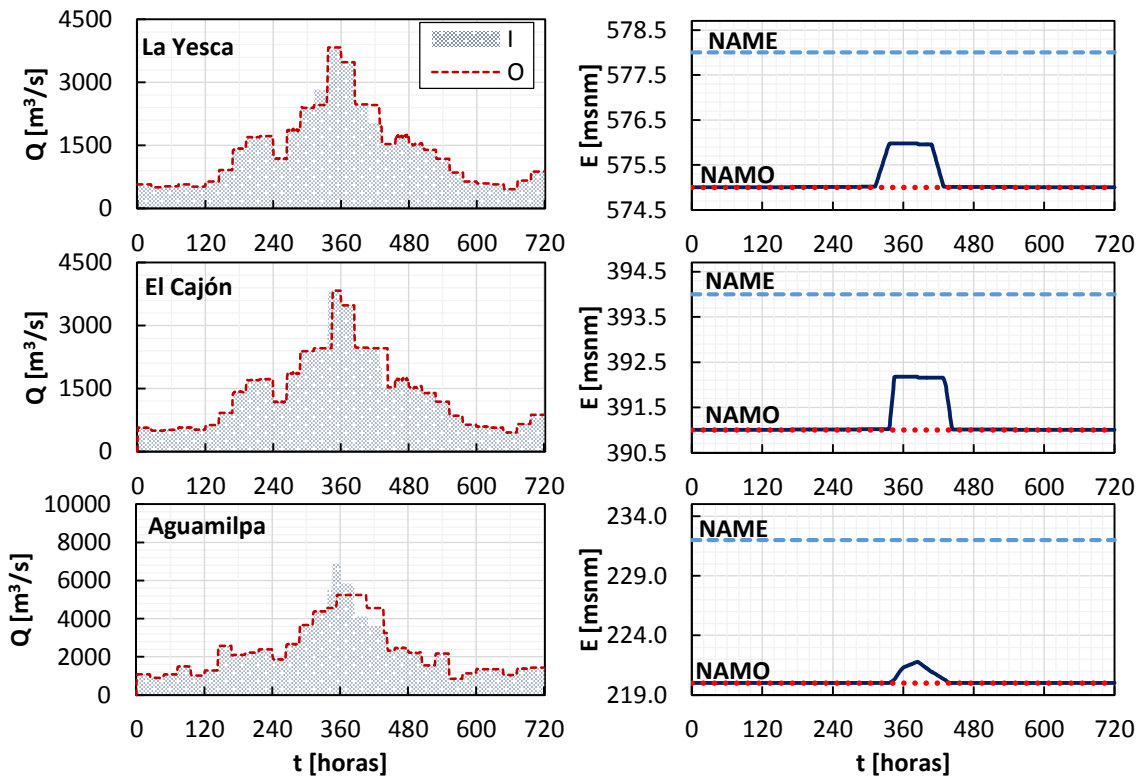 4500
3000
1500
0
Q [m³/s]
La Yesca
I
O
0 120 240 360 480 600 720
578.5
577.5
576.5
575.5
574.5
E [msnm]
NAME
NAMO
0 120 240 360 480 600 720
4500
3000
1500
0
Q [m³/s]
El Cajón
0 120 240 360 480 600 720
394.5
393.5
392.5
391.5
390.5
E [msnm]
NAME
NAMO
0 120 240 360 480 600 720
10000
8000
6000
4000
2000
0
Q [m³/s]
Aguamilpa
0 120 240 360 480 600 720
t [horas]
234.0
229.0
224.0
219.0
E [msnm]
NAME
NAMO
0 120 240 360 480 600 720
t [horas]